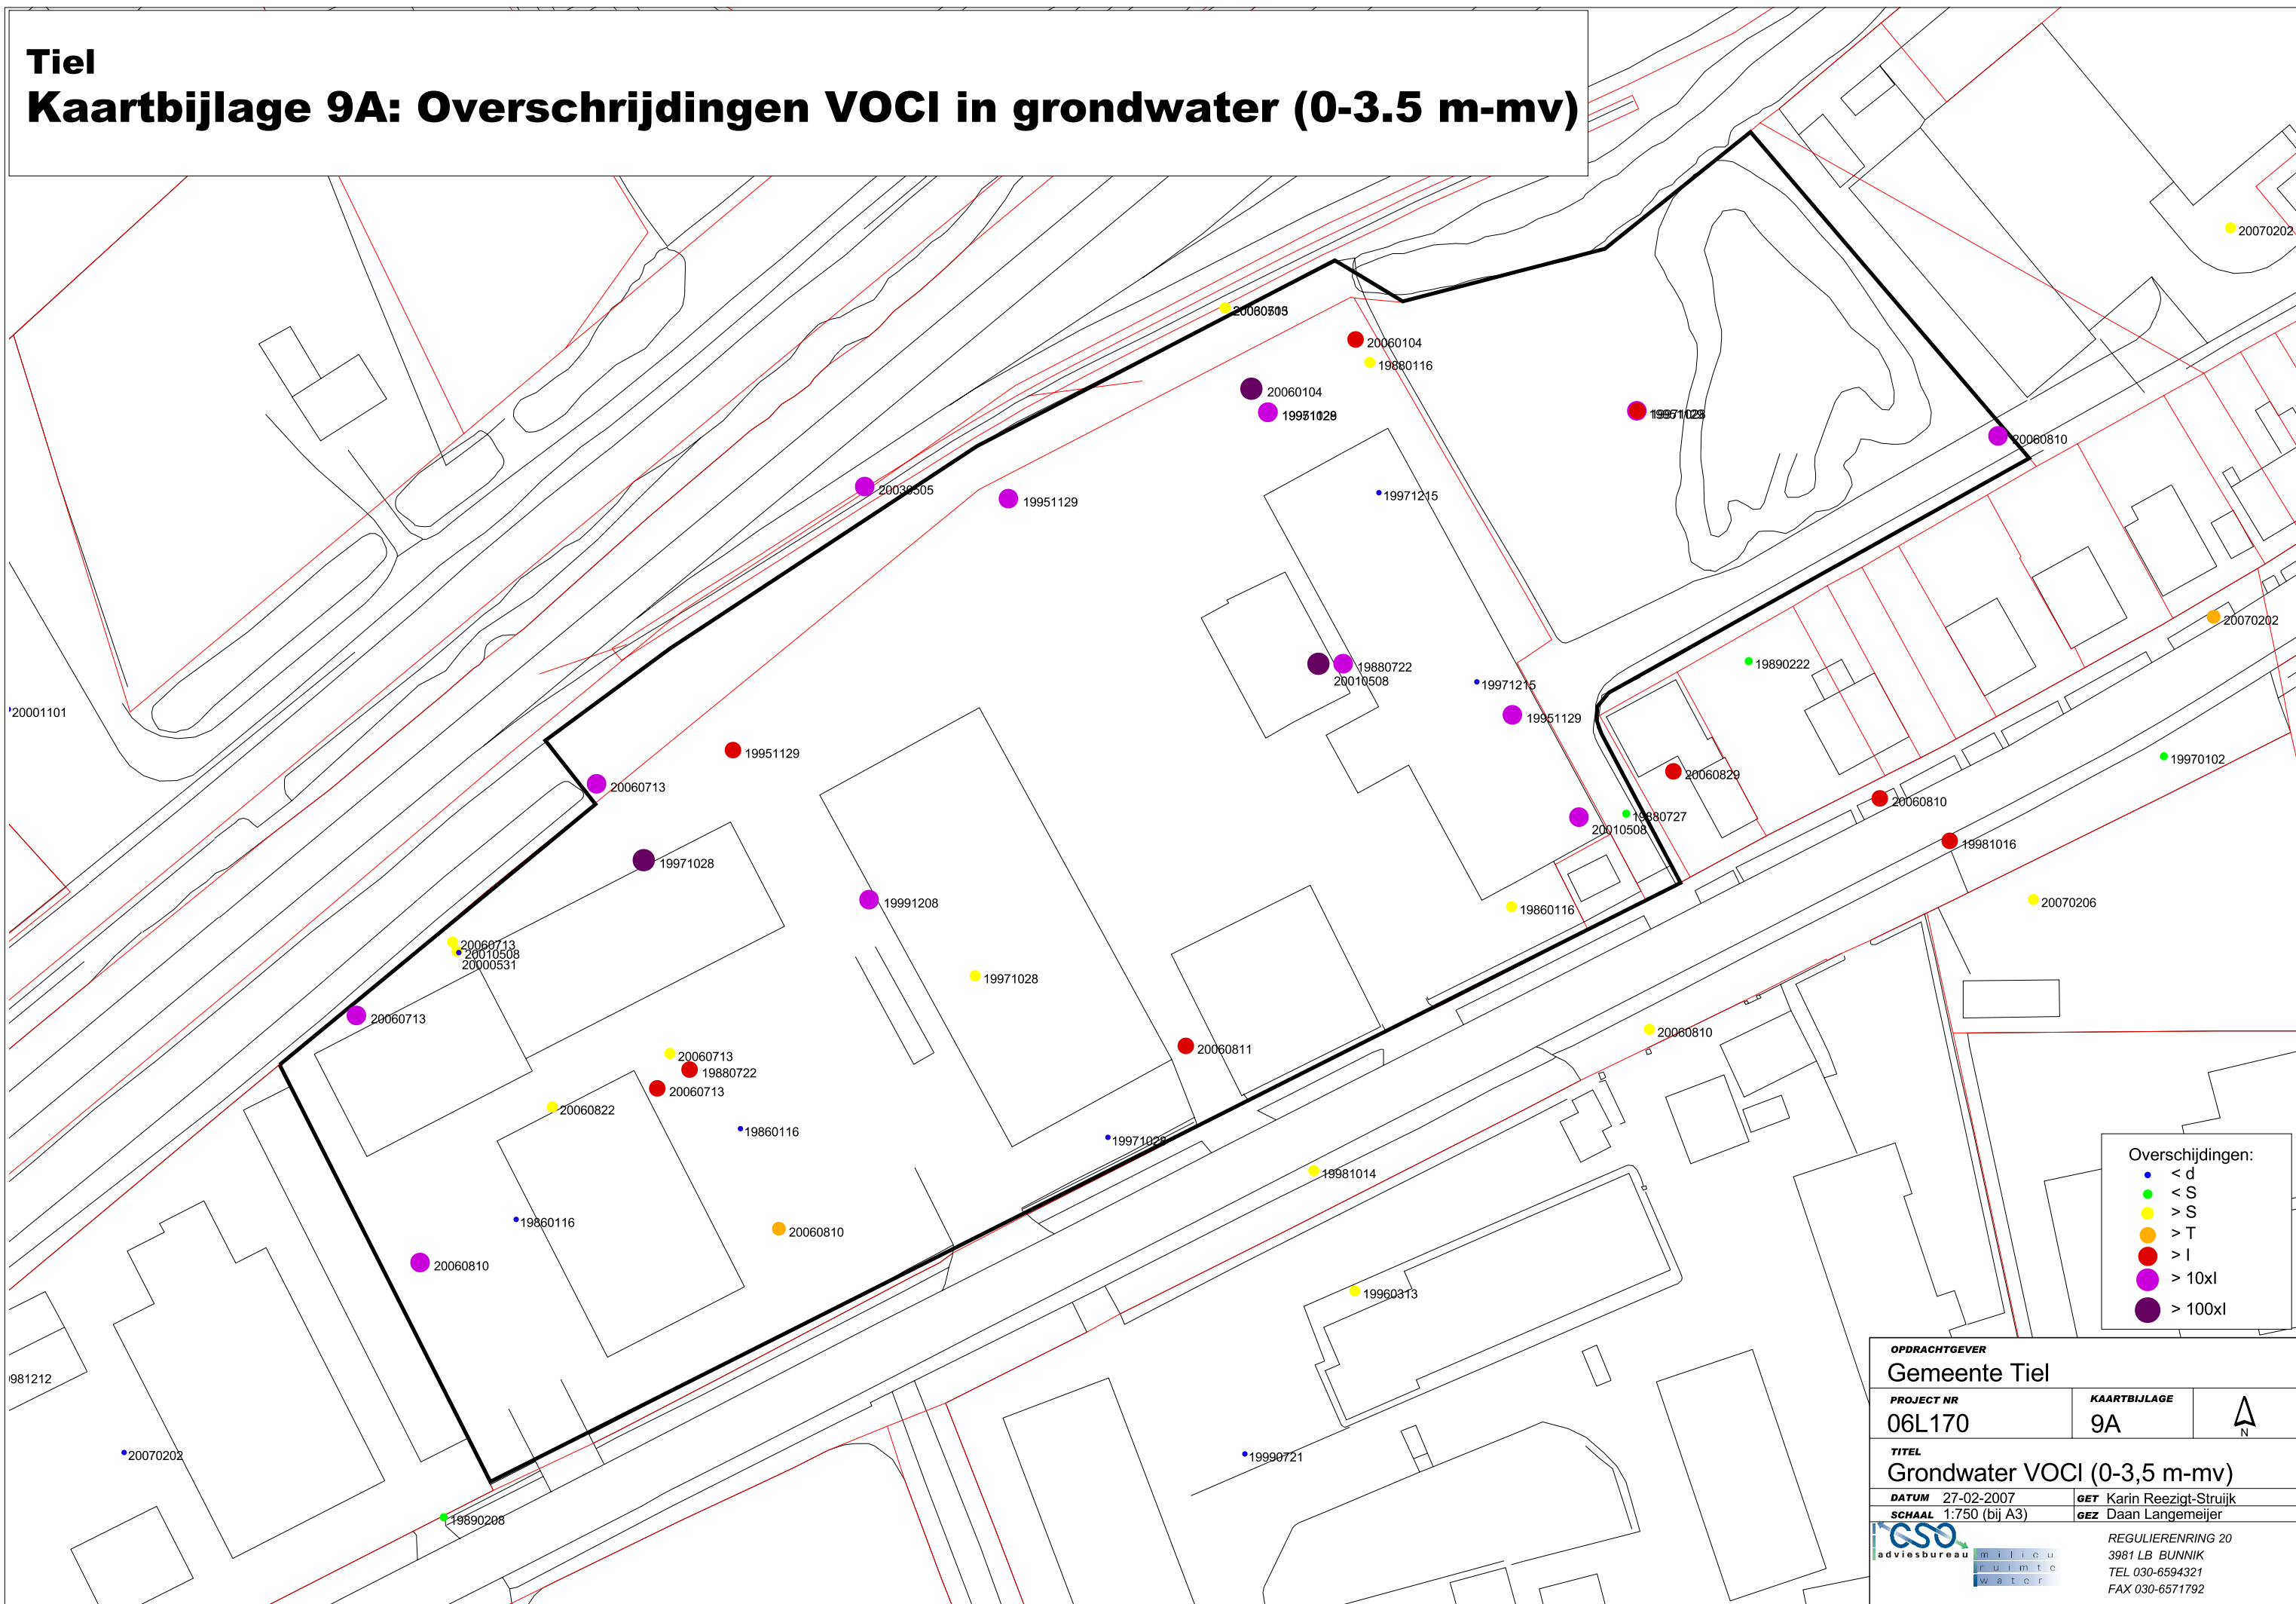 Tiel
Kaartbijlage 9A: Overschrijdingen VOCl in grondwater (0-3.5 m-mv)
20070202
20060104
19880116
20060104
20060810
20030505
19951129
19971215
20070202
19880722
20010508
19890222
19971215
20001101
19951129
19951129
19970102
20060829
20060713
20060810
19880727
20010508
19981016
19971028
19991208
19860116
20070206
20060713
20010508
20000531
19971028
20060713
20060810
20060811
20060713
19880722
20060713
20060822
19860116
19971028
19981014
19860116
20060810
20060810
19960313
981212
20070202
19990721
19890208
Overschijdingen:
< d
< S
> S
> T
> I
> 10xI
> 100xI
OPDRACHTGEVER
Gemeente Tiel
PROJECT NR
KAARTBIJLAGE
06L170
9A
N
TITEL
Grondwater VOCl (0-3,5 m-mv)
DATUM 27-02-2007
GET Karin Reezigt-Struijk
SCHAAL 1:750 (bij A3)
GEZ Daan Langemeijer
CSO
adviesbureau
milieu
ruimte
water
REGULIERENRING 20
3981 LB BUNNIK
TEL 030-6594321
FAX 030-6571792